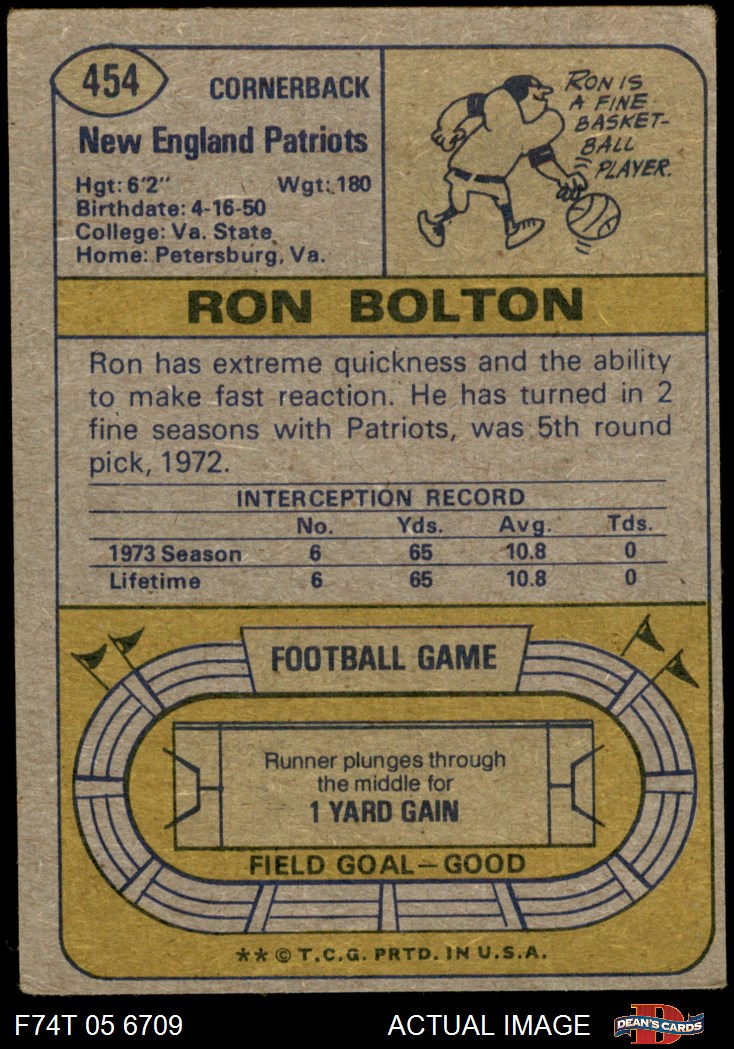 454
CORNERBACK
New England Patriots
Hgt: 6'2" Wgt: 180
Birthdate: 4-16-50
College: Va. State
Home: Petersburg, Va.
RON IS
A FINE
BASKET-
BALL
PLAYER.
RON BOLTON
Ron has extreme quickness and the ability
to make fast reaction. He has turned in 2
fine seasons with Patriots, was 5th round
pick, 1972.
INTERCEPTION RECORD
No. Yds. Avg. Tds.
1973 Season 6 65 10.8 0
Lifetime 6 65 10.8 0
FOOTBALL GAME
Runner plunges through
the middle for
1 YARD GAIN
FIELD GOAL—GOOD
** © T.C.G. PRTD. IN U.S.A.
F74T 05 6709 ACTUAL IMAGE
DEAN'S CARDS